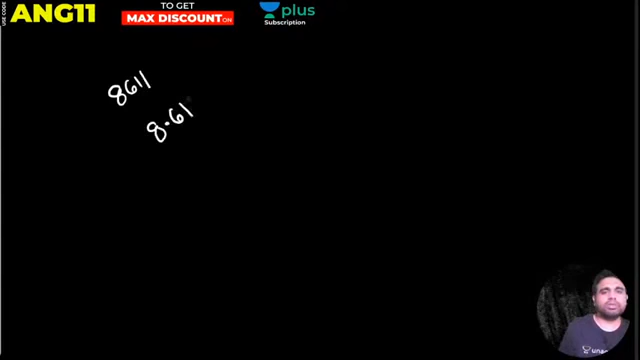 USE CODE
ANG11
TO GET
MAX DISCOUNT ON
plus
Subscription
8611
8.61